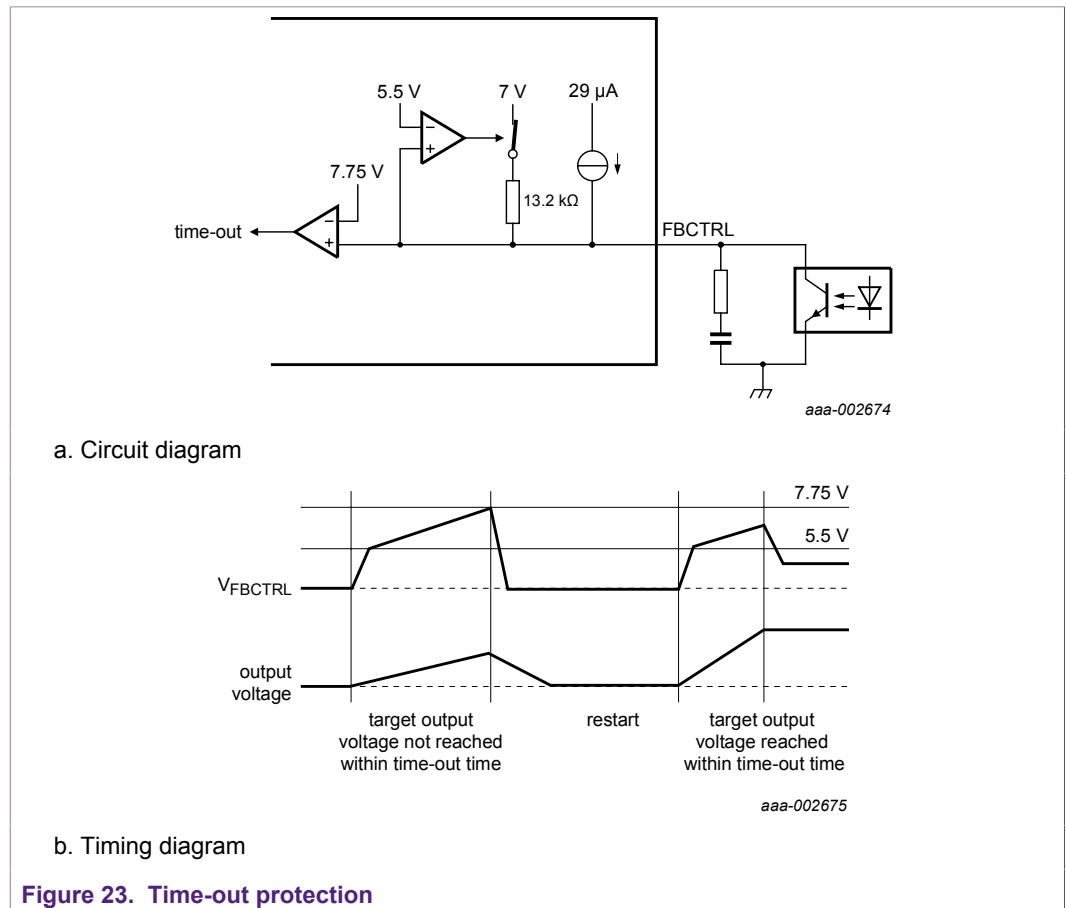 5.5 V
7 V
29 µA
7.75 V
13.2 kΩ
time-out
FBCTRL
aaa-002674
a. Circuit diagram
7.75 V
5.5 V
VFBCTRL
output
voltage
target output
voltage not reached
within time-out time
restart
target output
voltage reached
within time-out time
aaa-002675
b. Timing diagram
Figure 23. Time-out protection